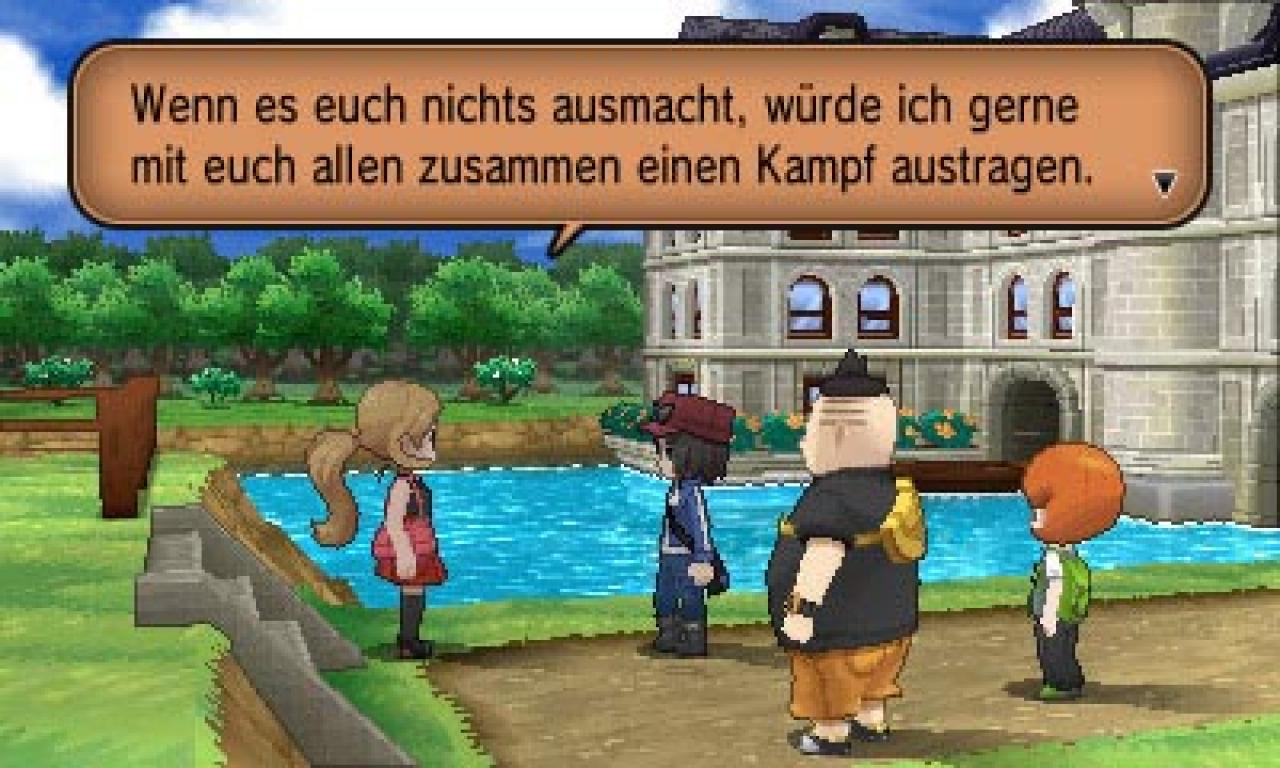 Wenn es euch nichts ausmacht, würde ich gerne
mit euch allen zusammen einen Kampf austragen.